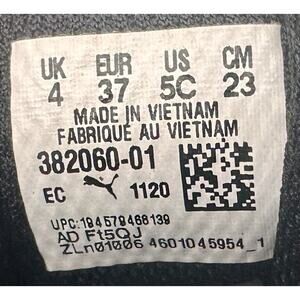 UK EUR US CM
4 37 5C 23
MADE IN VIETNAM
FABRIQUÉ AU VIETNAM
382060-01
EC 1120
UPC:194579468139
AD Ft5QJ
ZLn01006 4601045954_1